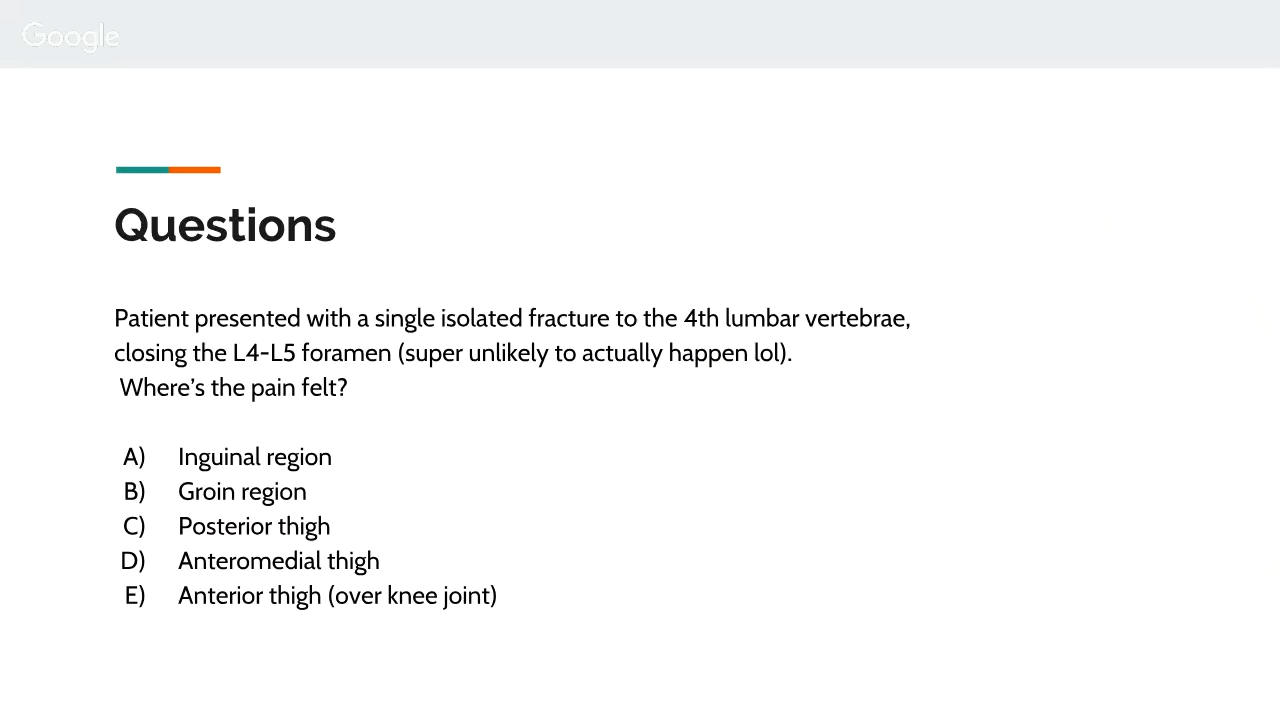 Google
Questions
Patient presented with a single isolated fracture to the 4th lumbar vertebrae,
closing the L4-L5 foramen (super unlikely to actually happen lol).
Where's the pain felt?
A) Inguinal region
B) Groin region
C) Posterior thigh
D) Anteromedial thigh
E) Anterior thigh (over knee joint)